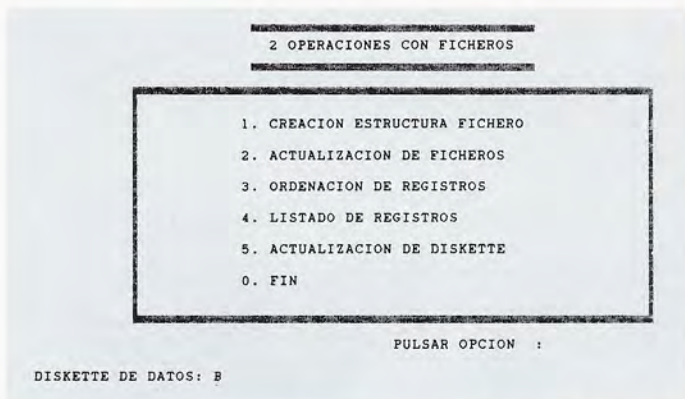 2 OPERACIONES CON FICHEROS
1. CREACION ESTRUCTURA FICHERO
2. ACTUALIZACION DE FICHEROS
3. ORDENACION DE REGISTROS
4. LISTADO DE REGISTROS
5. ACTUALIZACION DE DISKETTE
0. FIN
PULSAR OPCION :
DISKETTE DE DATOS: B